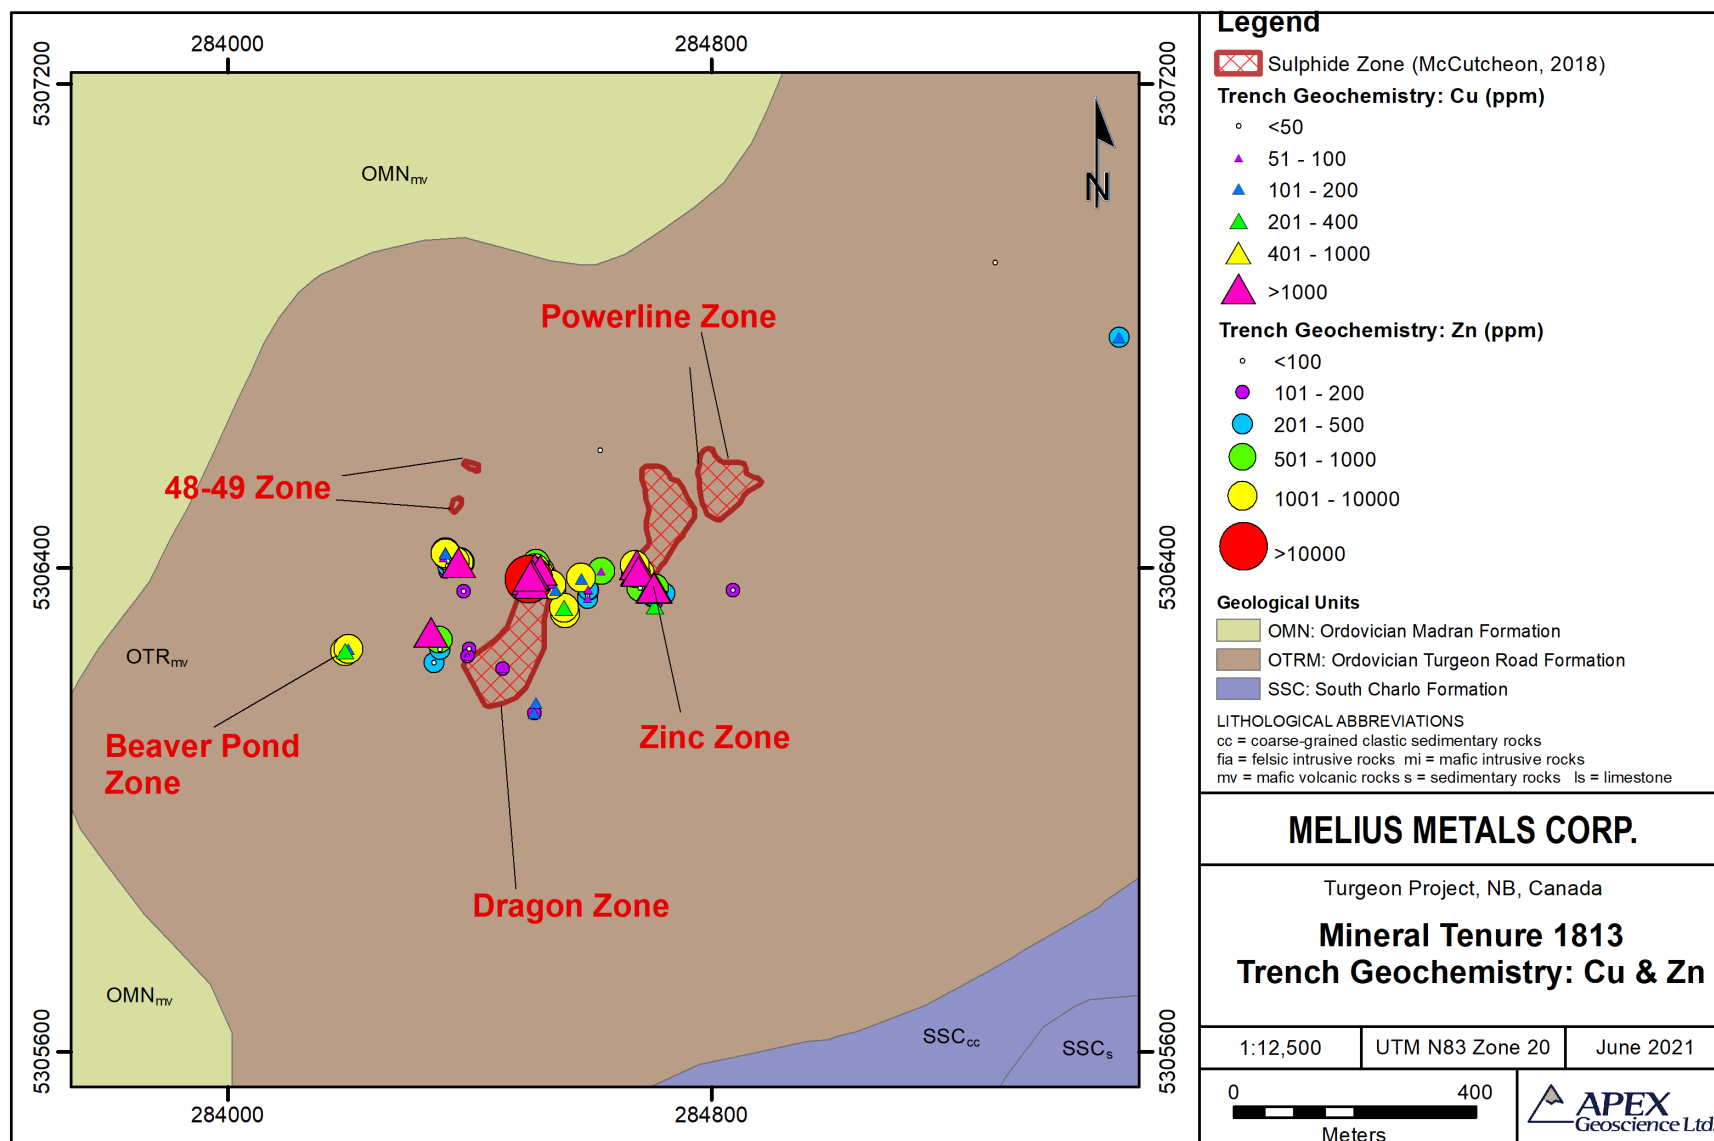 284000
284800
5307200
5307200
OMNmv
N
Powerline Zone
48-49 Zone
5306400
5306400
OTRmv
Beaver Pond
Zone
Zinc Zone
Dragon Zone
OMNmv
SSCcc
SSCs
5305600
5305600
284000
284800
Legend
Sulphide Zone (McCutcheon, 2018)
Trench Geochemistry: Cu (ppm)
<50
51 - 100
101 - 200
201 - 400
401 - 1000
>1000
Trench Geochemistry: Zn (ppm)
<100
101 - 200
201 - 500
501 - 1000
1001 - 10000
>10000
Geological Units
OMN: Ordovician Madran Formation
OTRM: Ordovician Turgeon Road Formation
SSC: South Charlo Formation
LITHOLOGICAL ABBREVIATIONS
cc = coarse-grained clastic sedimentary rocks
fia = felsic intrusive rocks mi = mafic intrusive rocks
mv = mafic volcanic rocks s = sedimentary rocks ls = limestone
MELIUS METALS CORP.
Turgeon Project, NB, Canada
Mineral Tenure 1813
Trench Geochemistry: Cu & Zn
1:12,500
UTM N83 Zone 20
June 2021
0 400
Meters
APEX
Geoscience Ltd.